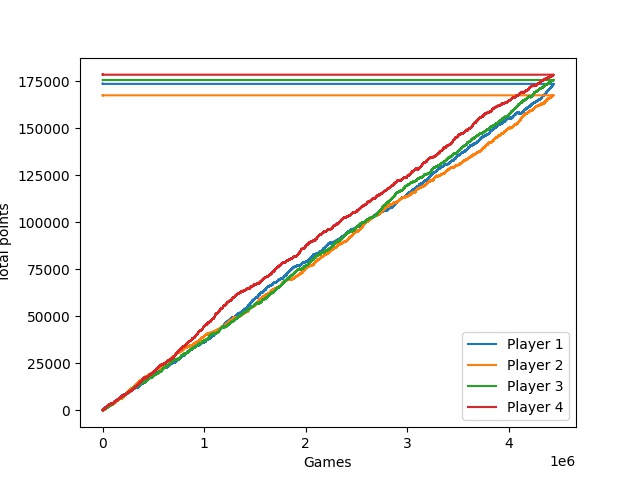 175000
150000
125000
100000
75000
50000
25000
0
Total points
0 1 2 3 4
1e6
Games
Player 1
Player 2
Player 3
Player 4